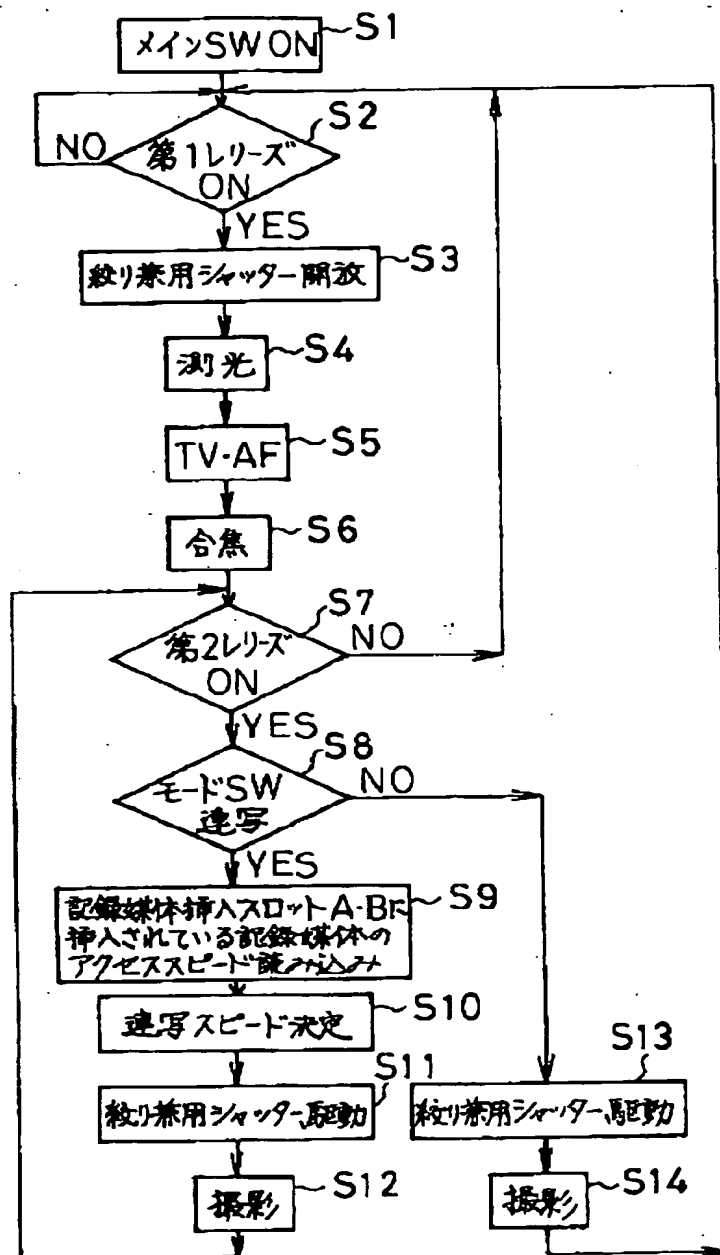 メインSW ON
S1
S2
第1レリーズ
ON
NO
YES
絞り兼用シャッター開放
S3
測光
S4
TV-AF
S5
合焦
S6
S7
第2レリーズ
ON
NO
YES
S8
モードSW
連写
NO
YES
記録媒体挿入スロットA・Bに
挿入されている記録媒体の
アクセススピード読み込み
S9
連写スピード決定
S10
S11
絞り兼用シャッター駆動
S13
絞り兼用シャッター駆動
撮影
S12
撮影
S14